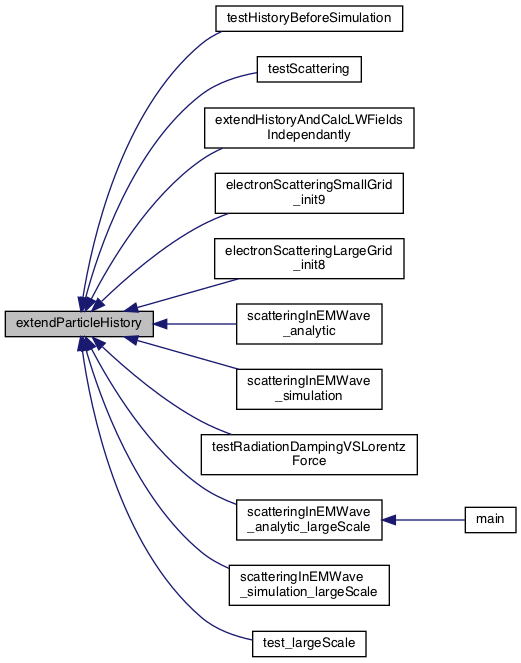 testHistoryBeforeSimulation
testScattering
extendHistoryAndCalcLWFields
Independantly
electronScatteringSmallGrid
_init9
electronScatteringLargeGrid
_init8
extendParticleHistory
scatteringInEMWave
_analytic
scatteringInEMWave
_simulation
testRadiationDampingVSLorentz
Force
scatteringInEMWave
_analytic_largeScale
main
scatteringInEMWave
_simulation_largeScale
test_largeScale